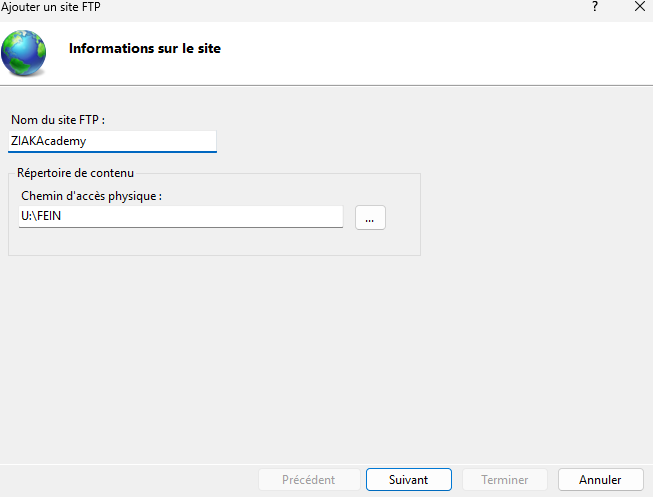 Ajouter un site FTP
?
Informations sur le site
Nom du site FTP :
ZIAKAcademy
Répertoire de contenu
Chemin d'accès physique :
U:\FEIN
...
Précédent
Suivant
Terminer
Annuler